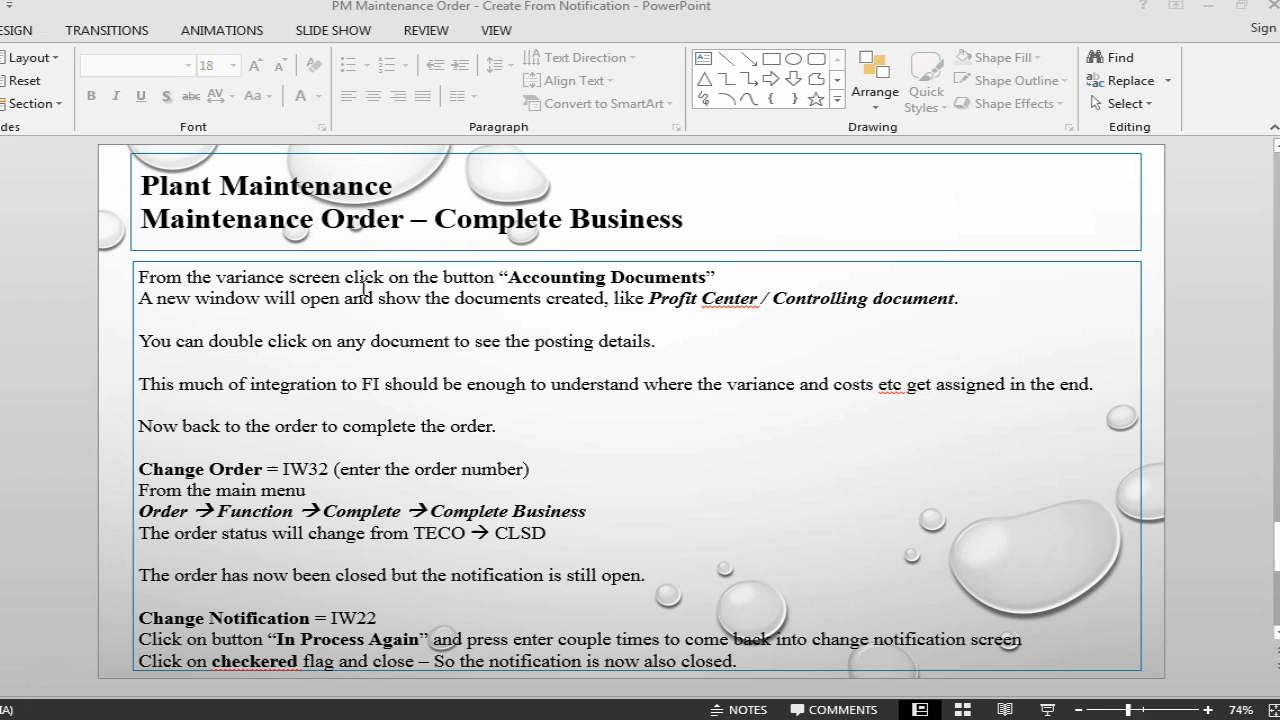 PM Maintenance Order - Create From Notification - PowerPoint
ESIGN TRANSITIONS ANIMATIONS SLIDE SHOW REVIEW VIEW Sign
Layout 18 Text Direction Shape Fill Find
Reset Align Text Arrange Quick Styles Shape Outline Replace
Section B I U S abc AV Aa A Convert to SmartArt Shape Effects Select
des Font Paragraph Drawing Editing
Plant Maintenance
Maintenance Order – Complete Business
From the variance screen click on the button “Accounting Documents”
A new window will open and show the documents created, like Profit Center / Controlling document.
You can double click on any document to see the posting details.
This much of integration to FI should be enough to understand where the variance and costs etc get assigned in the end.
Now back to the order to complete the order.
Change Order = IW32 (enter the order number)
From the main menu
Order → Function → Complete → Complete Business
The order status will change from TECO → CLSD
The order has now been closed but the notification is still open.
Change Notification = IW22
Click on button “In Process Again” and press enter couple times to come back into change notification screen
Click on checkered flag and close – So the notification is now also closed.
IA) NOTES COMMENTS 74%